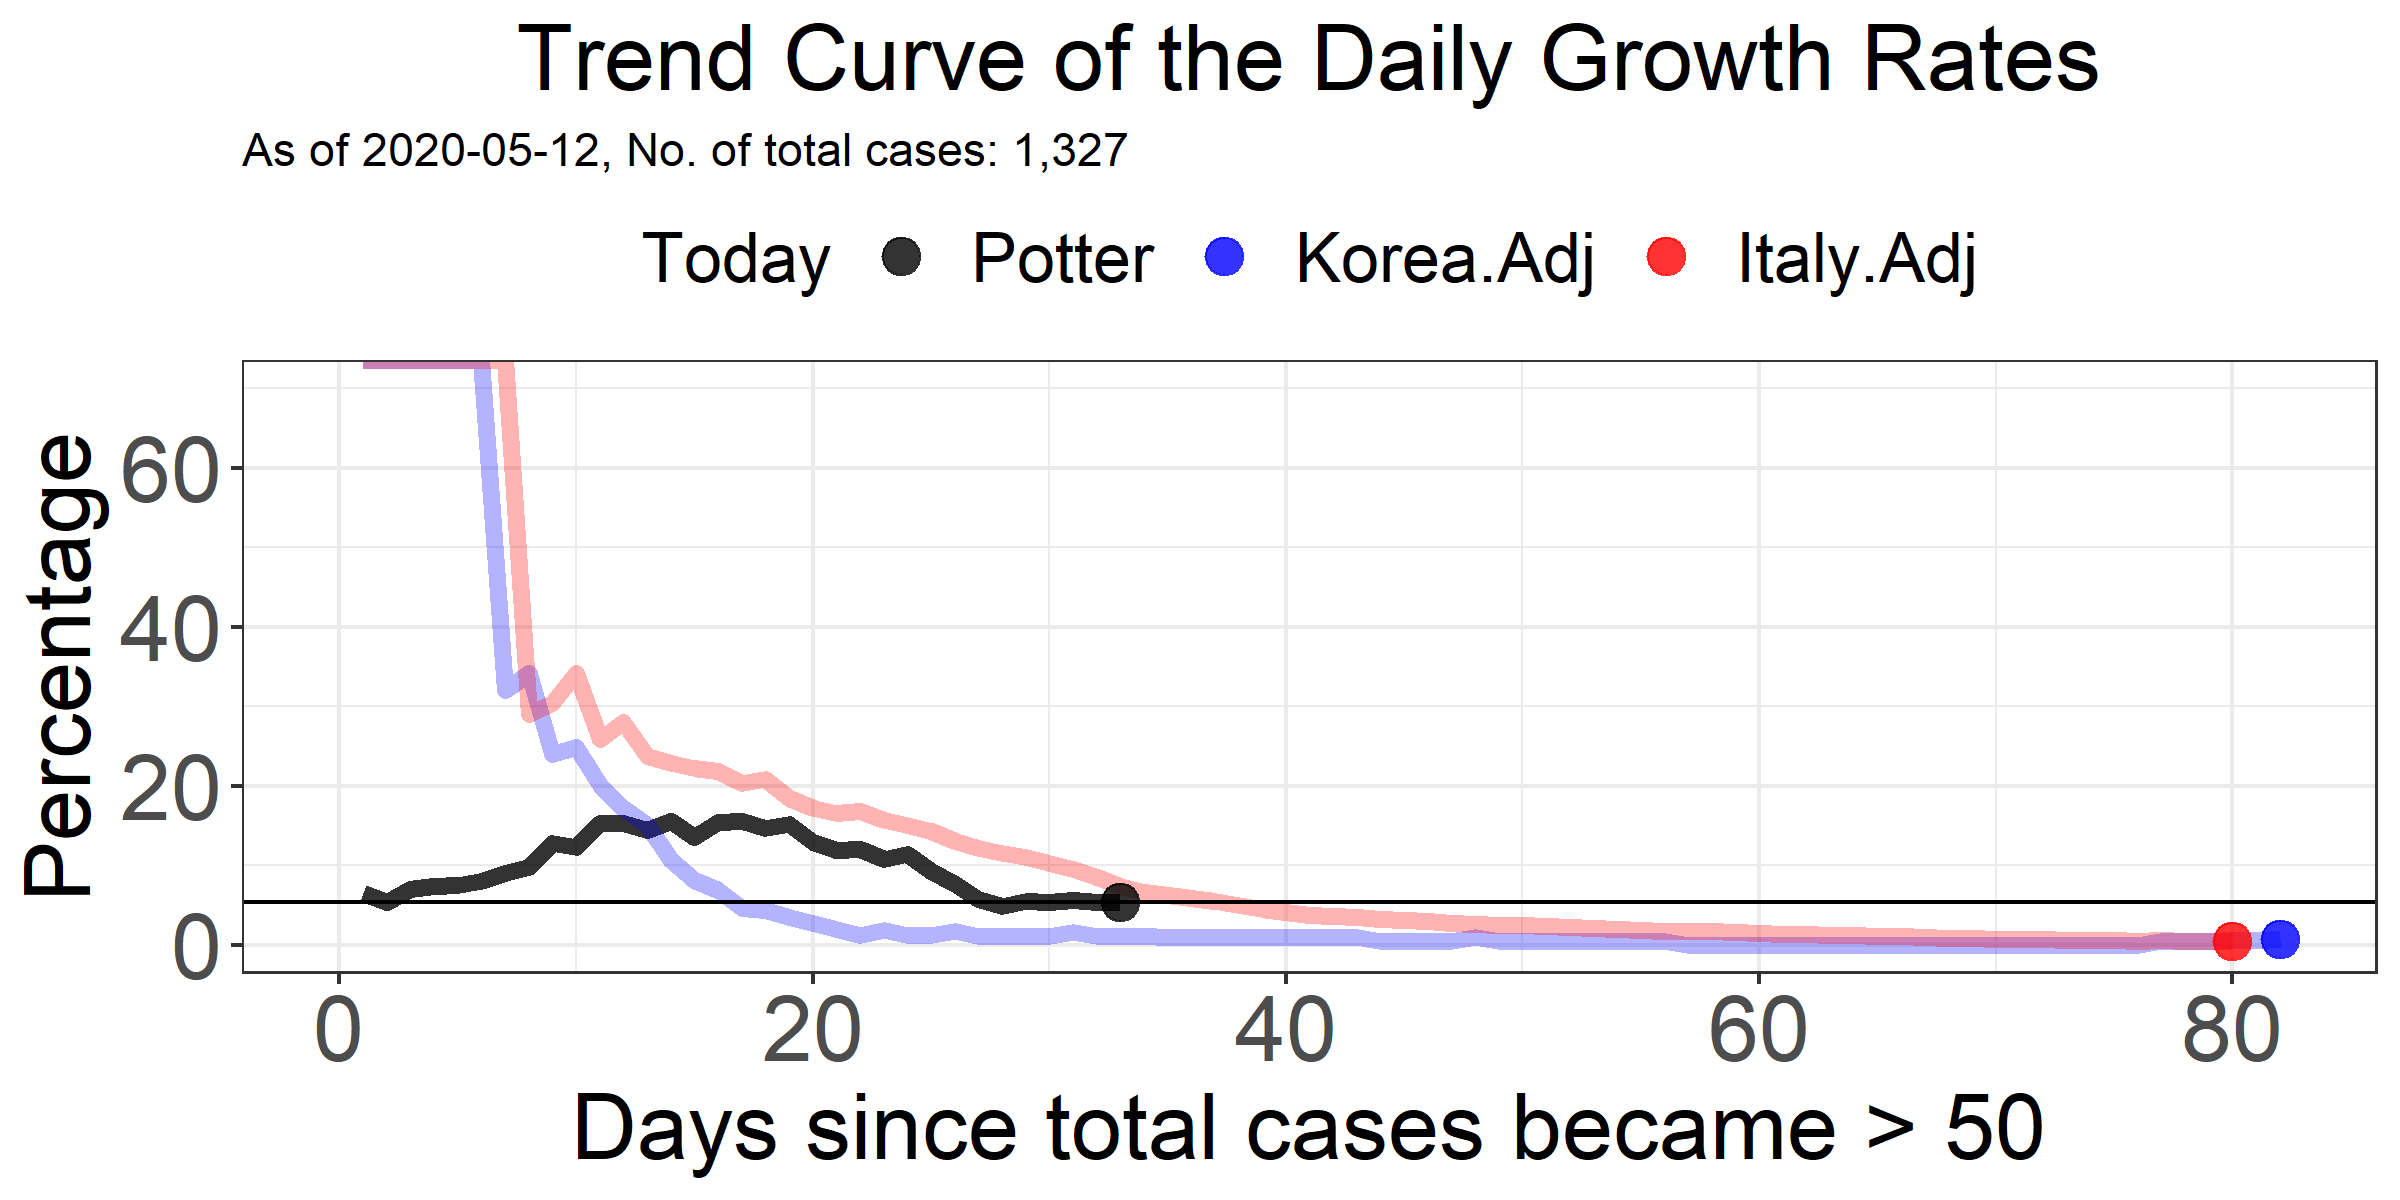 Trend Curve of the Daily Growth Rates
As of 2020-05-12, No. of total cases: 1,327
Today Potter Korea.Adj Italy.Adj
Percentage
60
40
20
0
0 20 40 60 80
Days since total cases became > 50